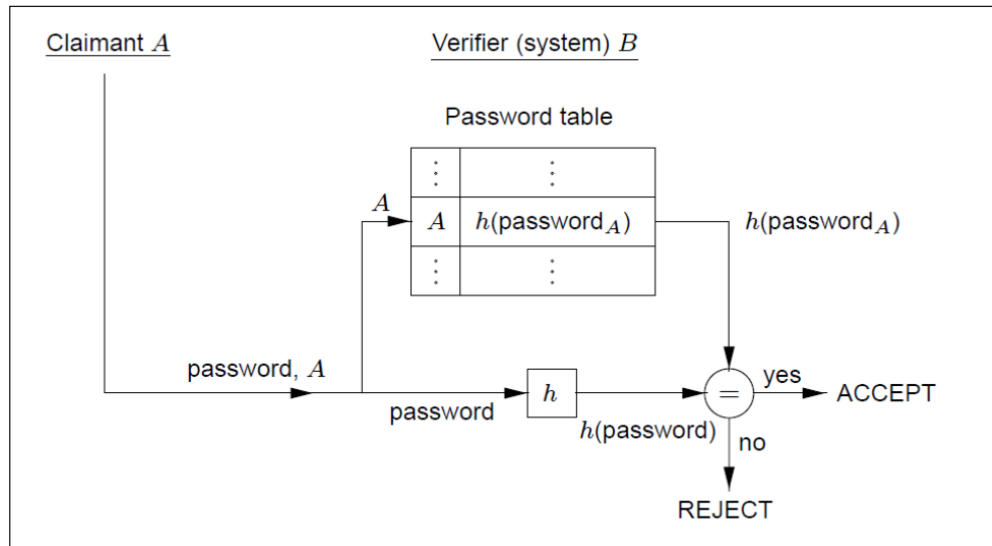 Claimant A
Verifier (system) B
Password table
⋮ ⋮
A
A h(password_A)
h(password_A)
⋮ ⋮
password, A
password
h
h(password)
=
yes
ACCEPT
no
REJECT